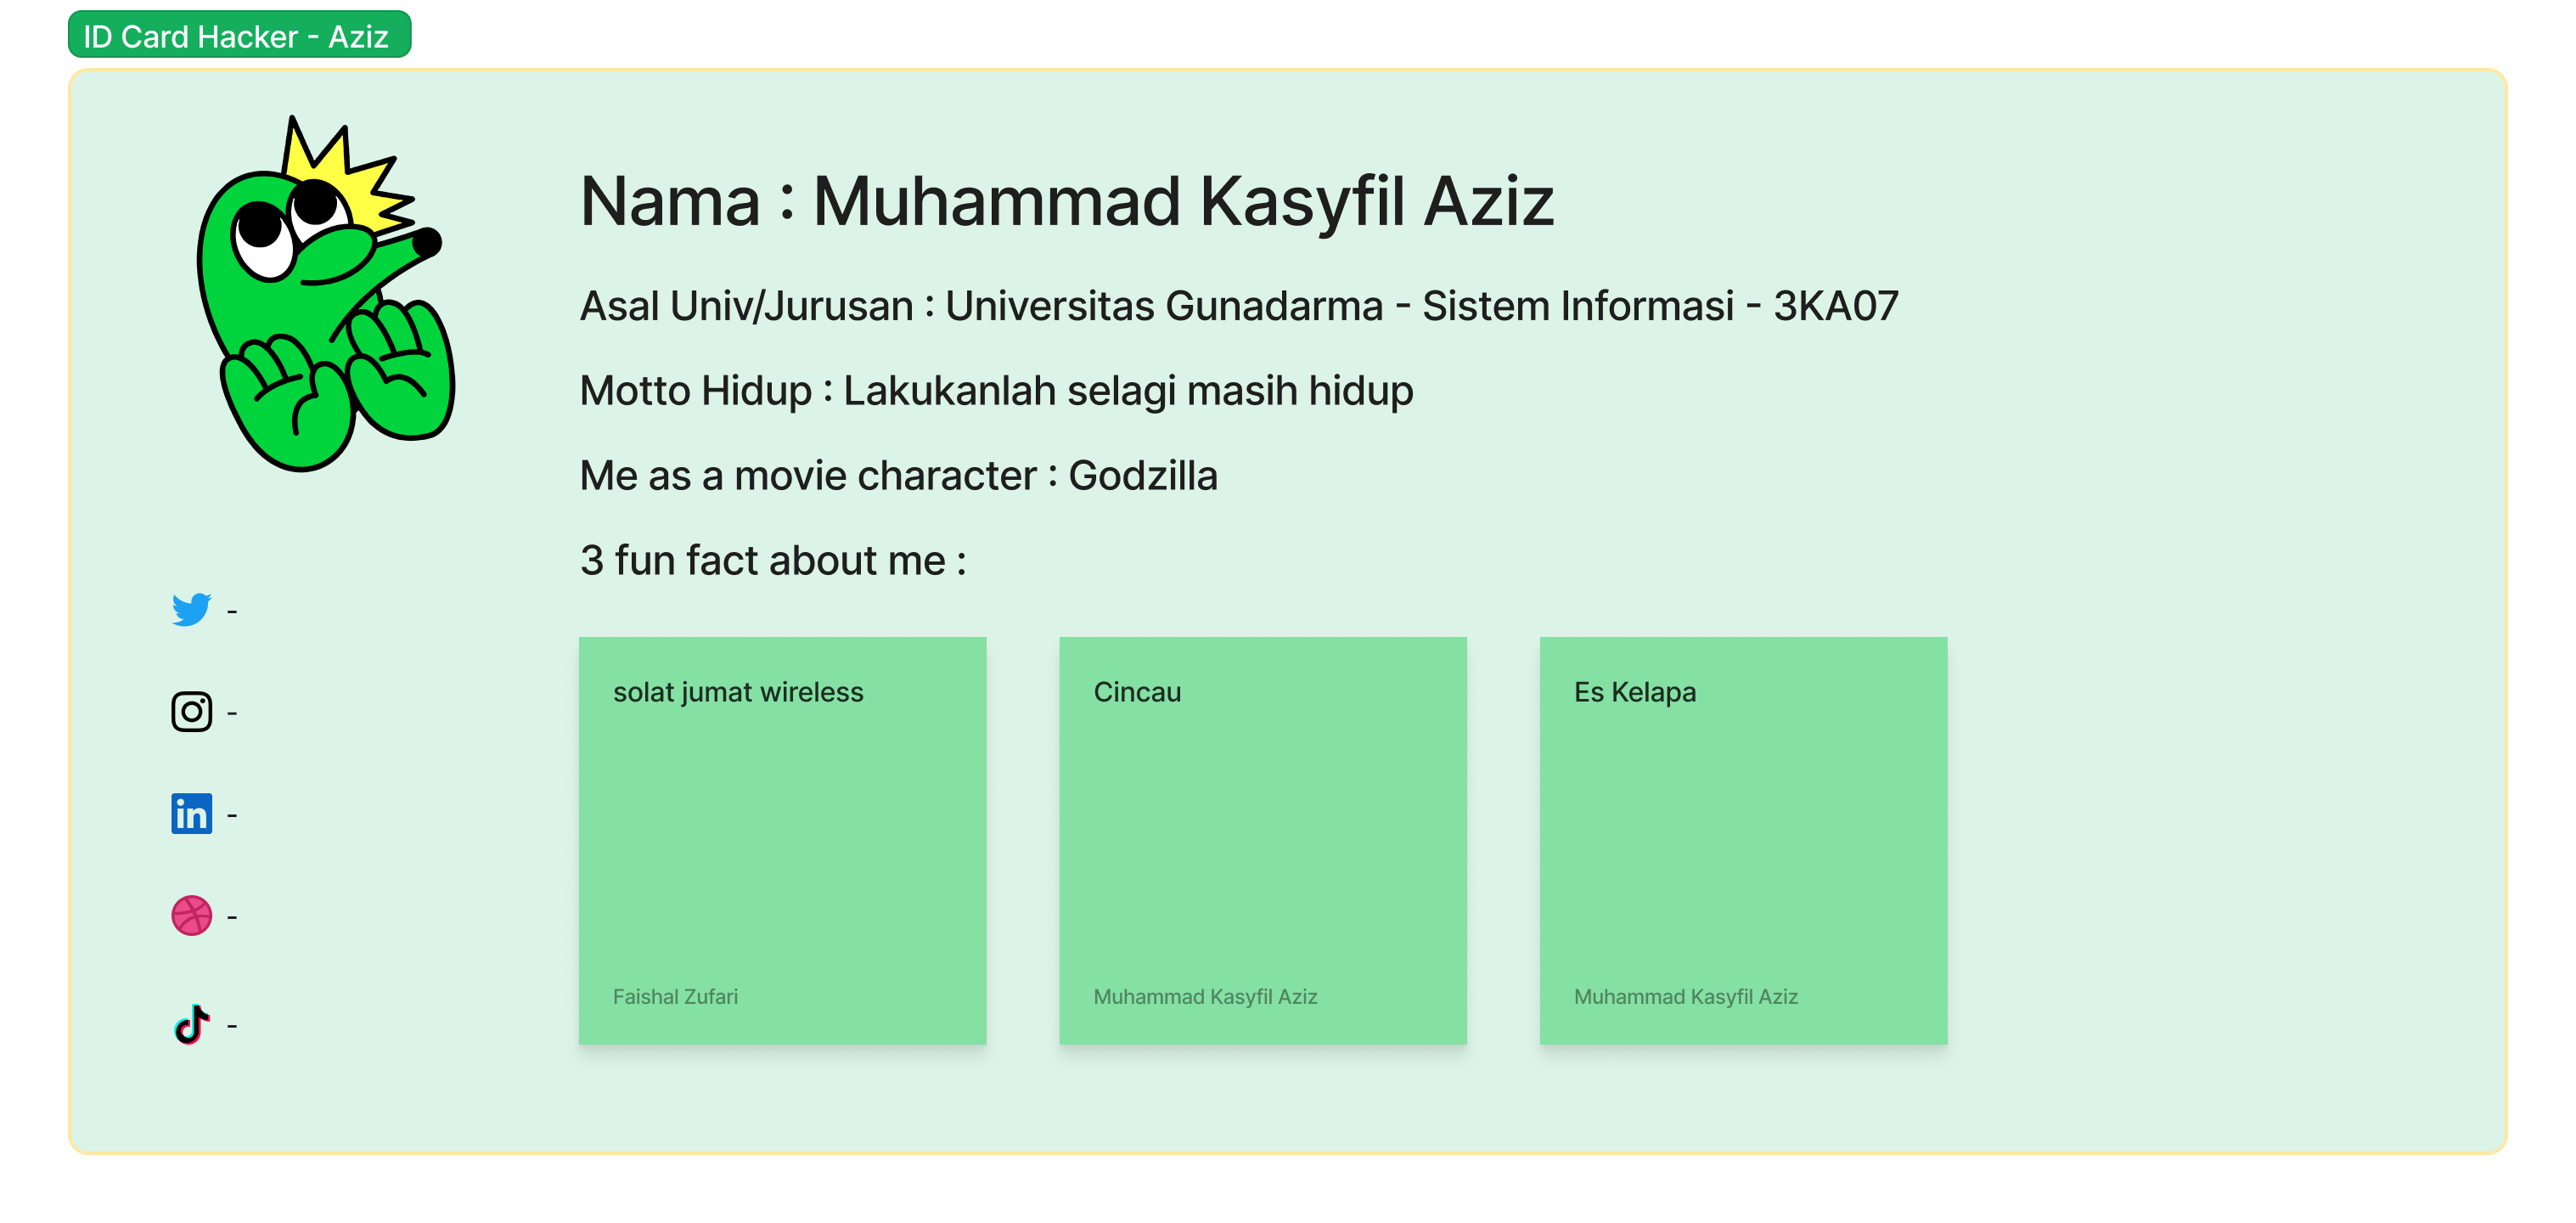 ID Card Hacker - Aziz
Nama : Muhammad Kasyfil Aziz
Asal Univ/Jurusan : Universitas Gunadarma - Sistem Informasi - 3KA07
Motto Hidup : Lakukanlah selagi masih hidup
Me as a movie character : Godzilla
3 fun fact about me :
-
-
-
-
-
solat jumat wireless
Faishal Zufari
Cincau
Muhammad Kasyfil Aziz
Es Kelapa
Muhammad Kasyfil Aziz